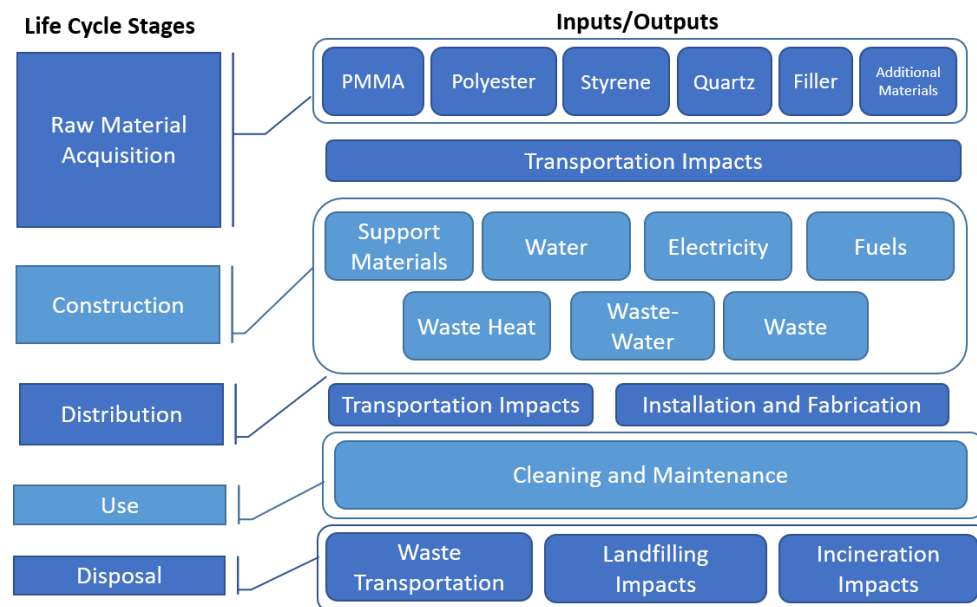 Life Cycle Stages
Inputs/Outputs
Raw Material
Acquisition
PMMA
Polyester
Styrene
Quartz
Filler
Additional
Materials
Transportation Impacts
Construction
Support
Materials
Water
Electricity
Fuels
Waste Heat
Waste-
Water
Waste
Distribution
Transportation Impacts
Installation and Fabrication
Use
Cleaning and Maintenance
Disposal
Waste
Transportation
Landfilling
Impacts
Incineration
Impacts